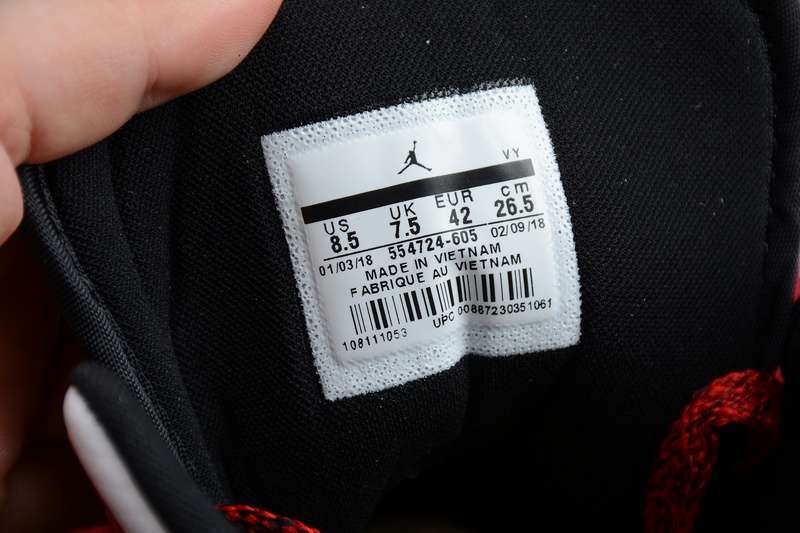 VY
US UK EUR cm
8.5 7.5 42 26.5
01/03/18 554724-605 02/09/18
MADE IN VIETNAM
FABRIQUE AU VIETNAM
108111053 UPC 00887230351061